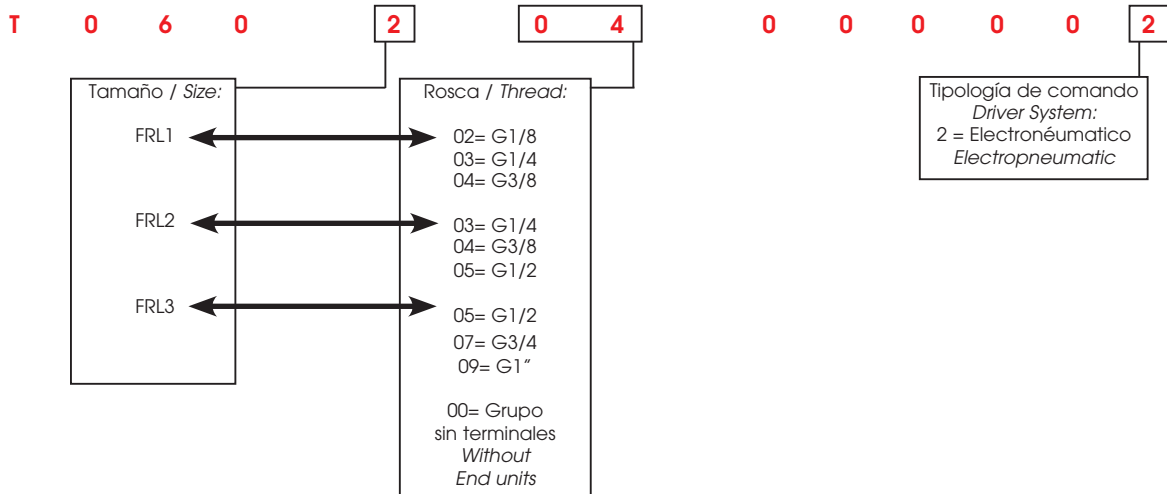 T 0 6 0 2 0 4 0 0 0 0 0 2
Tamaño / Size:
FRL1
FRL2
FRL3
Rosca / Thread:
02= G1/8
03= G1/4
04= G3/8
03= G1/4
04= G3/8
05= G1/2
05= G1/2
07= G3/4
09= G1"
00= Grupo
sin terminales
Without
End units
Tipología de comando
Driver System:
2 = Electronéumatico
Electropneumatic